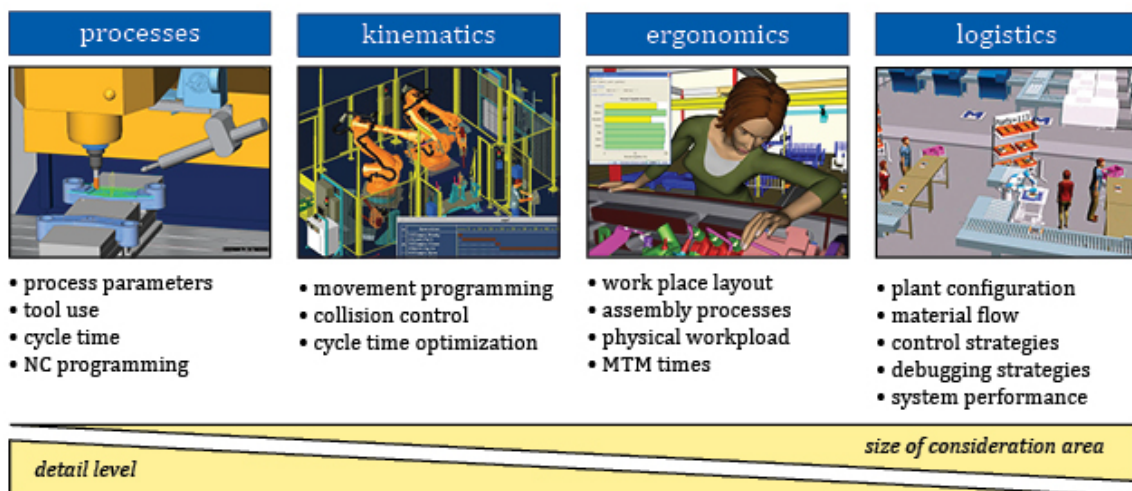 processes
kinematics
ergonomics
logistics
• process parameters
• tool use
• cycle time
• NC programming
• movement programming
• collision control
• cycle time optimization
• work place layout
• assembly processes
• physical workpload
• MTM times
• plant configuration
• material flow
• control strategies
• debugging strategies
• system performance
size of consideration area
detail level